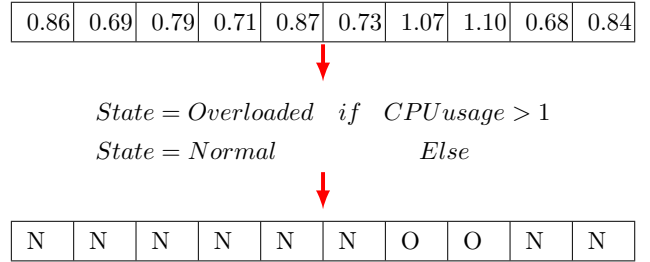 0.86 0.69 0.79 0.71 0.87 0.73 1.07 1.10 0.68 0.84
State = Overloaded if CPUusage > 1
State = Normal Else
N N N N N N O O N N